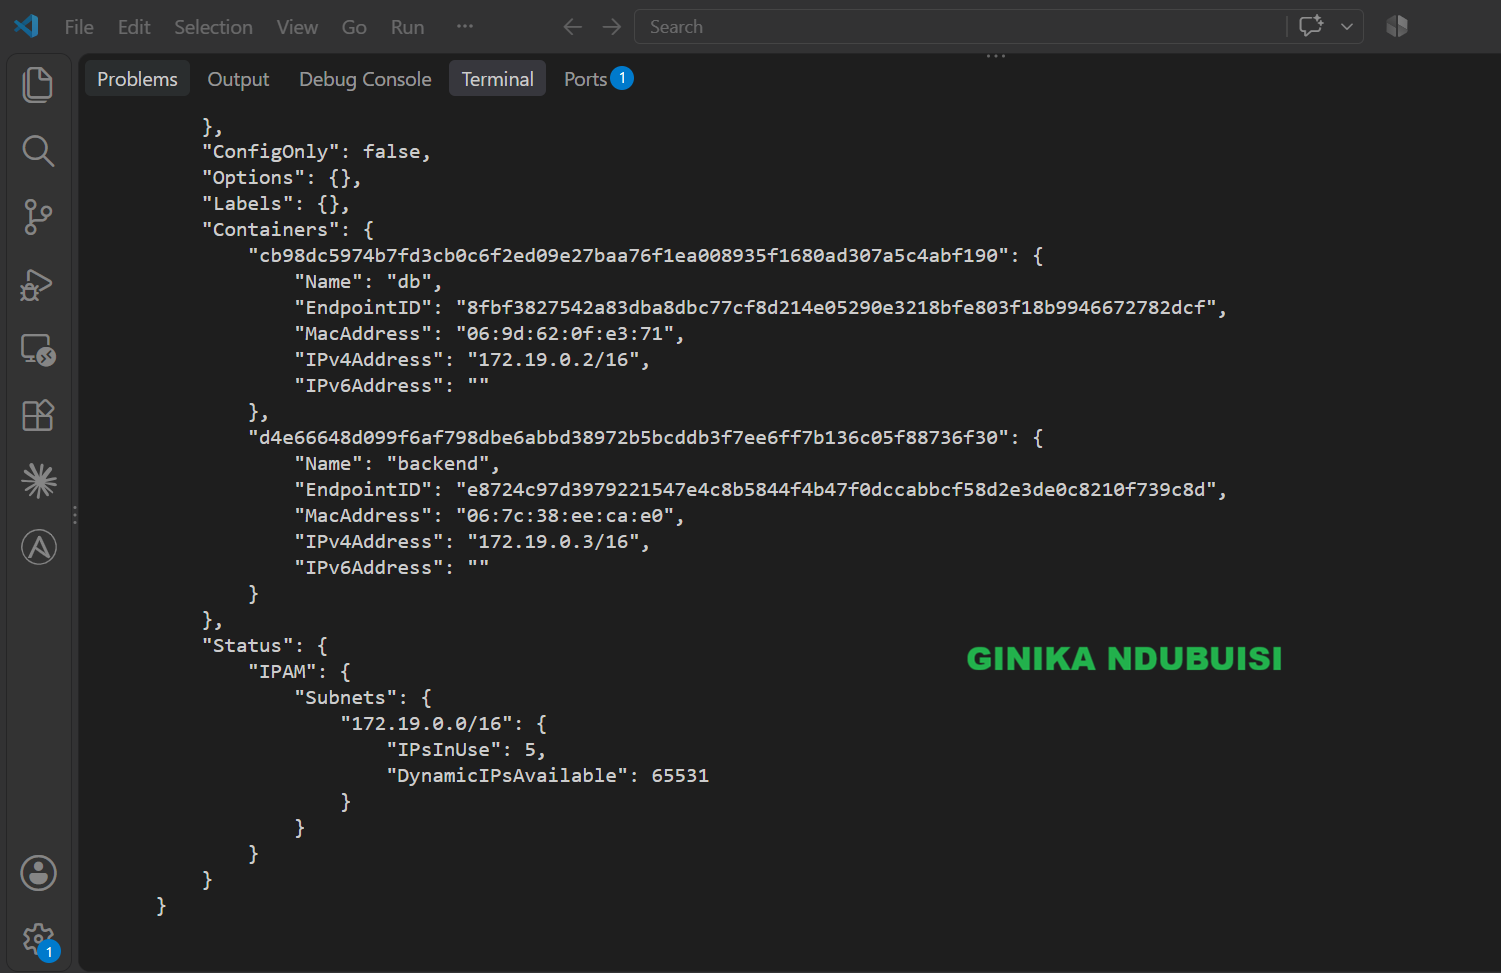 File Edit Selection View Go Run ... Search
Problems Output Debug Console Terminal Ports 1
},
"ConfigOnly": false,
"Options": {},
"Labels": {},
"Containers": {
"cb98dc5974b7fd3cb0c6f2ed09e27baa76f1ea008935f1680ad307a5c4abf190": {
"Name": "db",
"EndpointID": "8fbf3827542a83dba8dbc77cf8d214e05290e3218bfe803f18b9946672782dcf",
"MacAddress": "06:9d:62:0f:e3:71",
"IPv4Address": "172.19.0.2/16",
"IPv6Address": ""
},
"d4e66648d099f6af798dbe6abbd38972b5bcddb3f7ee6ff7b136c05f88736f30": {
"Name": "backend",
"EndpointID": "e8724c97d3979221547e4c8b5844f4b47f0dccabbcf58d2e3de0c8210f739c8d",
"MacAddress": "06:7c:38:ee:ca:e0",
"IPv4Address": "172.19.0.3/16",
"IPv6Address": ""
}
},
"Status": {
"IPAM": {
"Subnets": {
"172.19.0.0/16": {
"IPsInUse": 5,
"DynamicIPsAvailable": 65531
}
}
}
}
}
GINIKA NDUBUISI
1